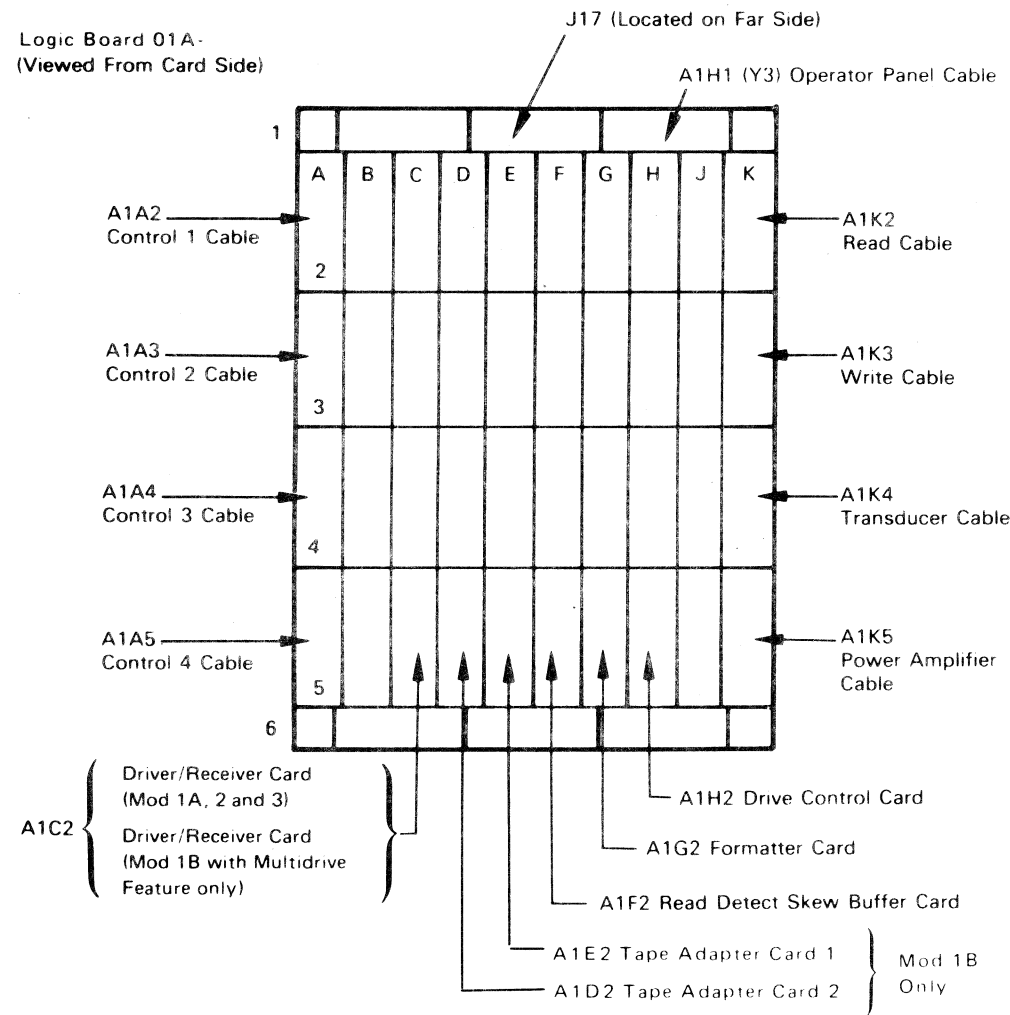 J17 (Located on Far Side)
Logic Board 01A-
(Viewed From Card Side)
A1H1 (Y3) Operator Panel Cable
1
A B C D E F G H J K
A1A2
Control 1 Cable
A1K2
Read Cable
2
A1A3
Control 2 Cable
A1K3
Write Cable
3
A1A4
Control 3 Cable
A1K4
Transducer Cable
4
A1A5
Control 4 Cable
A1K5
Power Amplifier
Cable
5
6
A1C2
Driver/Receiver Card
(Mod 1A, 2 and 3)
Driver/Receiver Card
(Mod 1B with Multidrive
Feature only)
A1H2 Drive Control Card
A1G2 Formatter Card
A1F2 Read Detect Skew Buffer Card
A1E2 Tape Adapter Card 1
A1D2 Tape Adapter Card 2
Mod 1B
Only